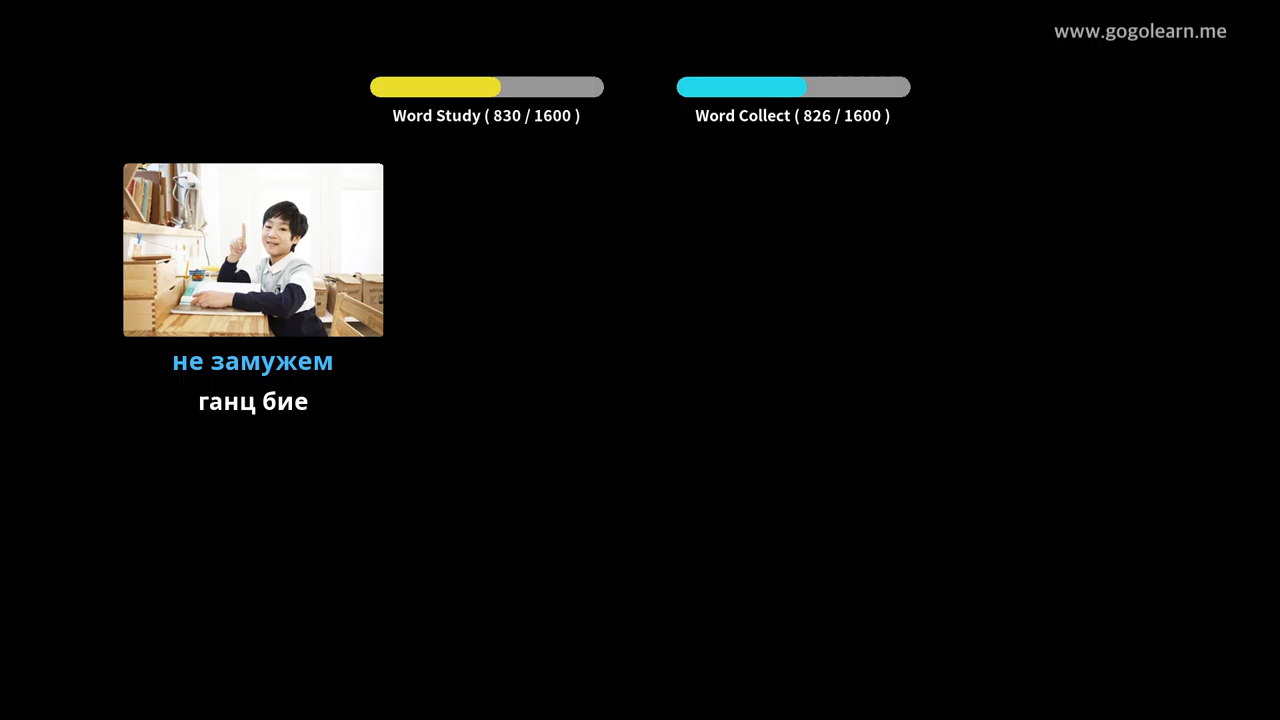 www.gogolearn.me
Word Study ( 830 / 1600 )
Word Collect ( 826 / 1600 )
не замужем
ганц бие